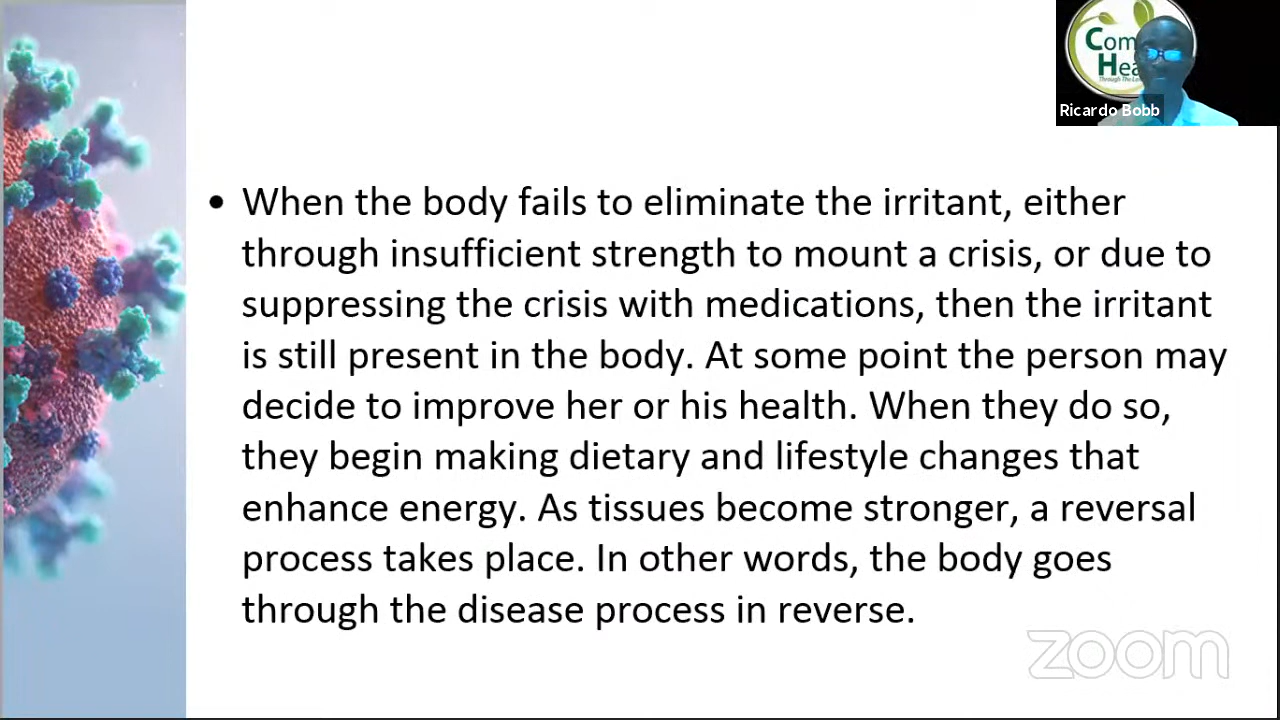 Com
Hea
Through The
Ricardo Bobb
• When the body fails to eliminate the irritant, either
through insufficient strength to mount a crisis, or due to
suppressing the crisis with medications, then the irritant
is still present in the body. At some point the person may
decide to improve her or his health. When they do so,
they begin making dietary and lifestyle changes that
enhance energy. As tissues become stronger, a reversal
process takes place. In other words, the body goes
through the disease process in reverse.
zoom